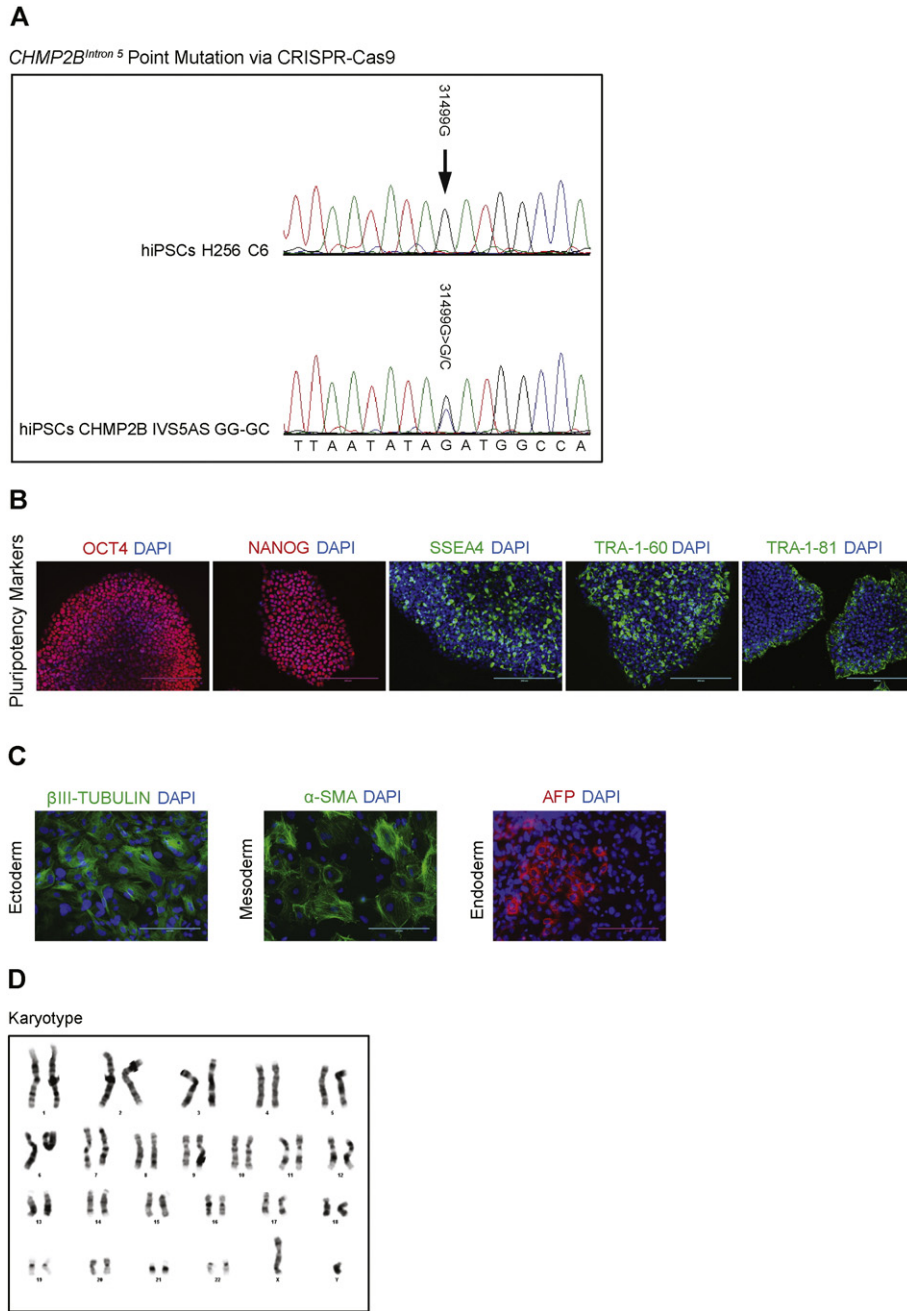 A
CHMP2B^Intron 5 Point Mutation via CRISPR-Cas9
31499G
hiPSCs H256 C6
31499G>G/C
hiPSCs CHMP2B IVS5AS GG-GC
T T A A T A T A G A T G G C C A
B
Pluripotency Markers
OCT4 DAPI
NANOG DAPI
SSEA4 DAPI
TRA-1-60 DAPI
TRA-1-81 DAPI
C
Ectoderm
βIII-TUBULIN DAPI
Mesoderm
α-SMA DAPI
Endoderm
AFP DAPI
D
Karyotype
1 2 3 4 5
6 7 8 9 10 11 12
13 14 15 16 17 18
19 20 21 22 X Y